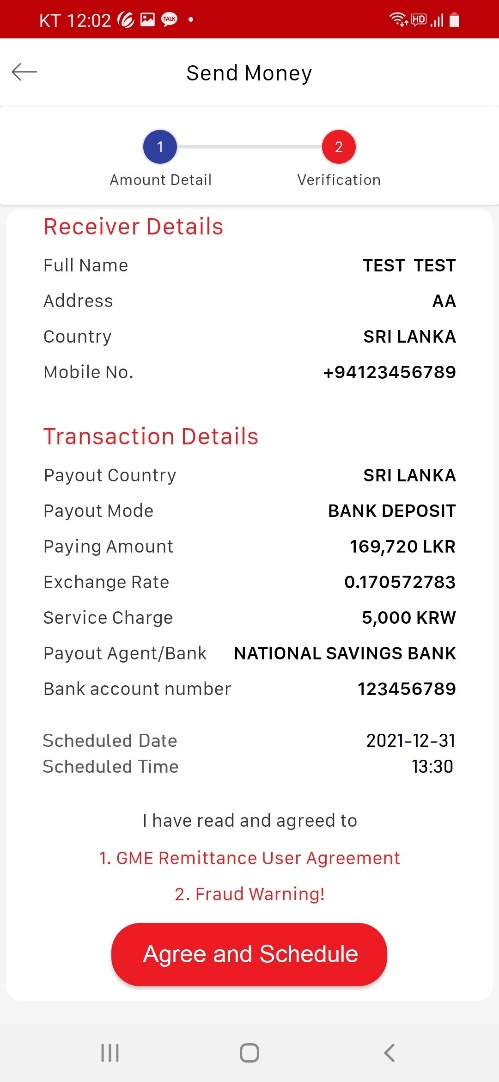 KT 12:02 TALK HD
Send Money
1 2
Amount Detail Verification
Receiver Details
Full Name TEST TEST
Address AA
Country SRI LANKA
Mobile No. +94123456789
Transaction Details
Payout Country SRI LANKA
Payout Mode BANK DEPOSIT
Paying Amount 169,720 LKR
Exchange Rate 0.170572783
Service Charge 5,000 KRW
Payout Agent/Bank NATIONAL SAVINGS BANK
Bank account number 123456789
Scheduled Date 2021-12-31
Scheduled Time 13:30
I have read and agreed to
1. GME Remittance User Agreement
2. Fraud Warning!
Agree and Schedule